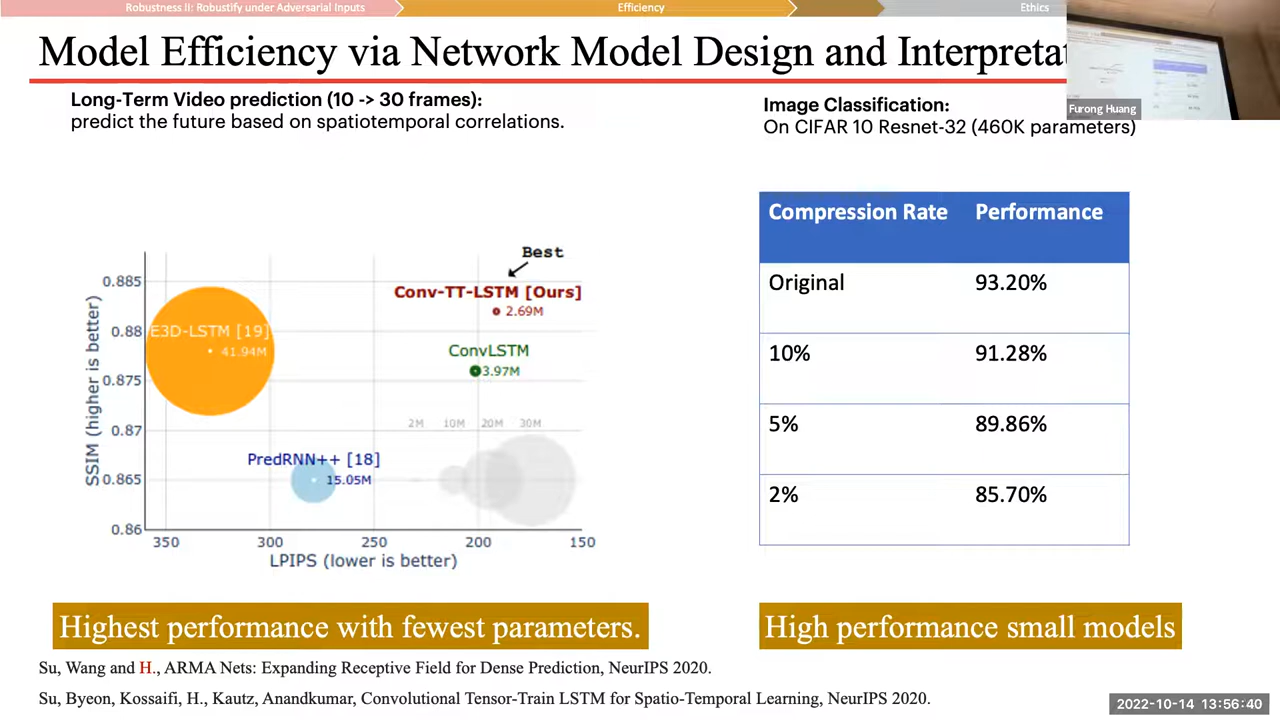 Robustness II: Robustify under Adversarial Inputs
Efficiency
Ethics
Model Efficiency via Network Model Design and Interpretat
Furong Huang
Long-Term Video prediction (10 -> 30 frames):
predict the future based on spatiotemporal correlations.
Image Classification:
On CIFAR 10 Resnet-32 (460K parameters)
Best
Conv-TT-LSTM [Ours]
2.69M
E3D-LSTM [19]
41.94M
ConvLSTM
3.97M
2M 10M 20M 30M
PredRNN++ [18]
15.05M
SSIM (higher is better)
0.885
0.88
0.875
0.87
0.865
0.86
350 300 250 200 150
LPIPS (lower is better)
Compression Rate Performance
Original 93.20%
10% 91.28%
5% 89.86%
2% 85.70%
Highest performance with fewest parameters.
High performance small models
Su, Wang and H., ARMA Nets: Expanding Receptive Field for Dense Prediction, NeurIPS 2020.
Su, Byeon, Kossaifi, H., Kautz, Anandkumar, Convolutional Tensor-Train LSTM for Spatio-Temporal Learning, NeurIPS 2020.
2022-10-14 13:56:40